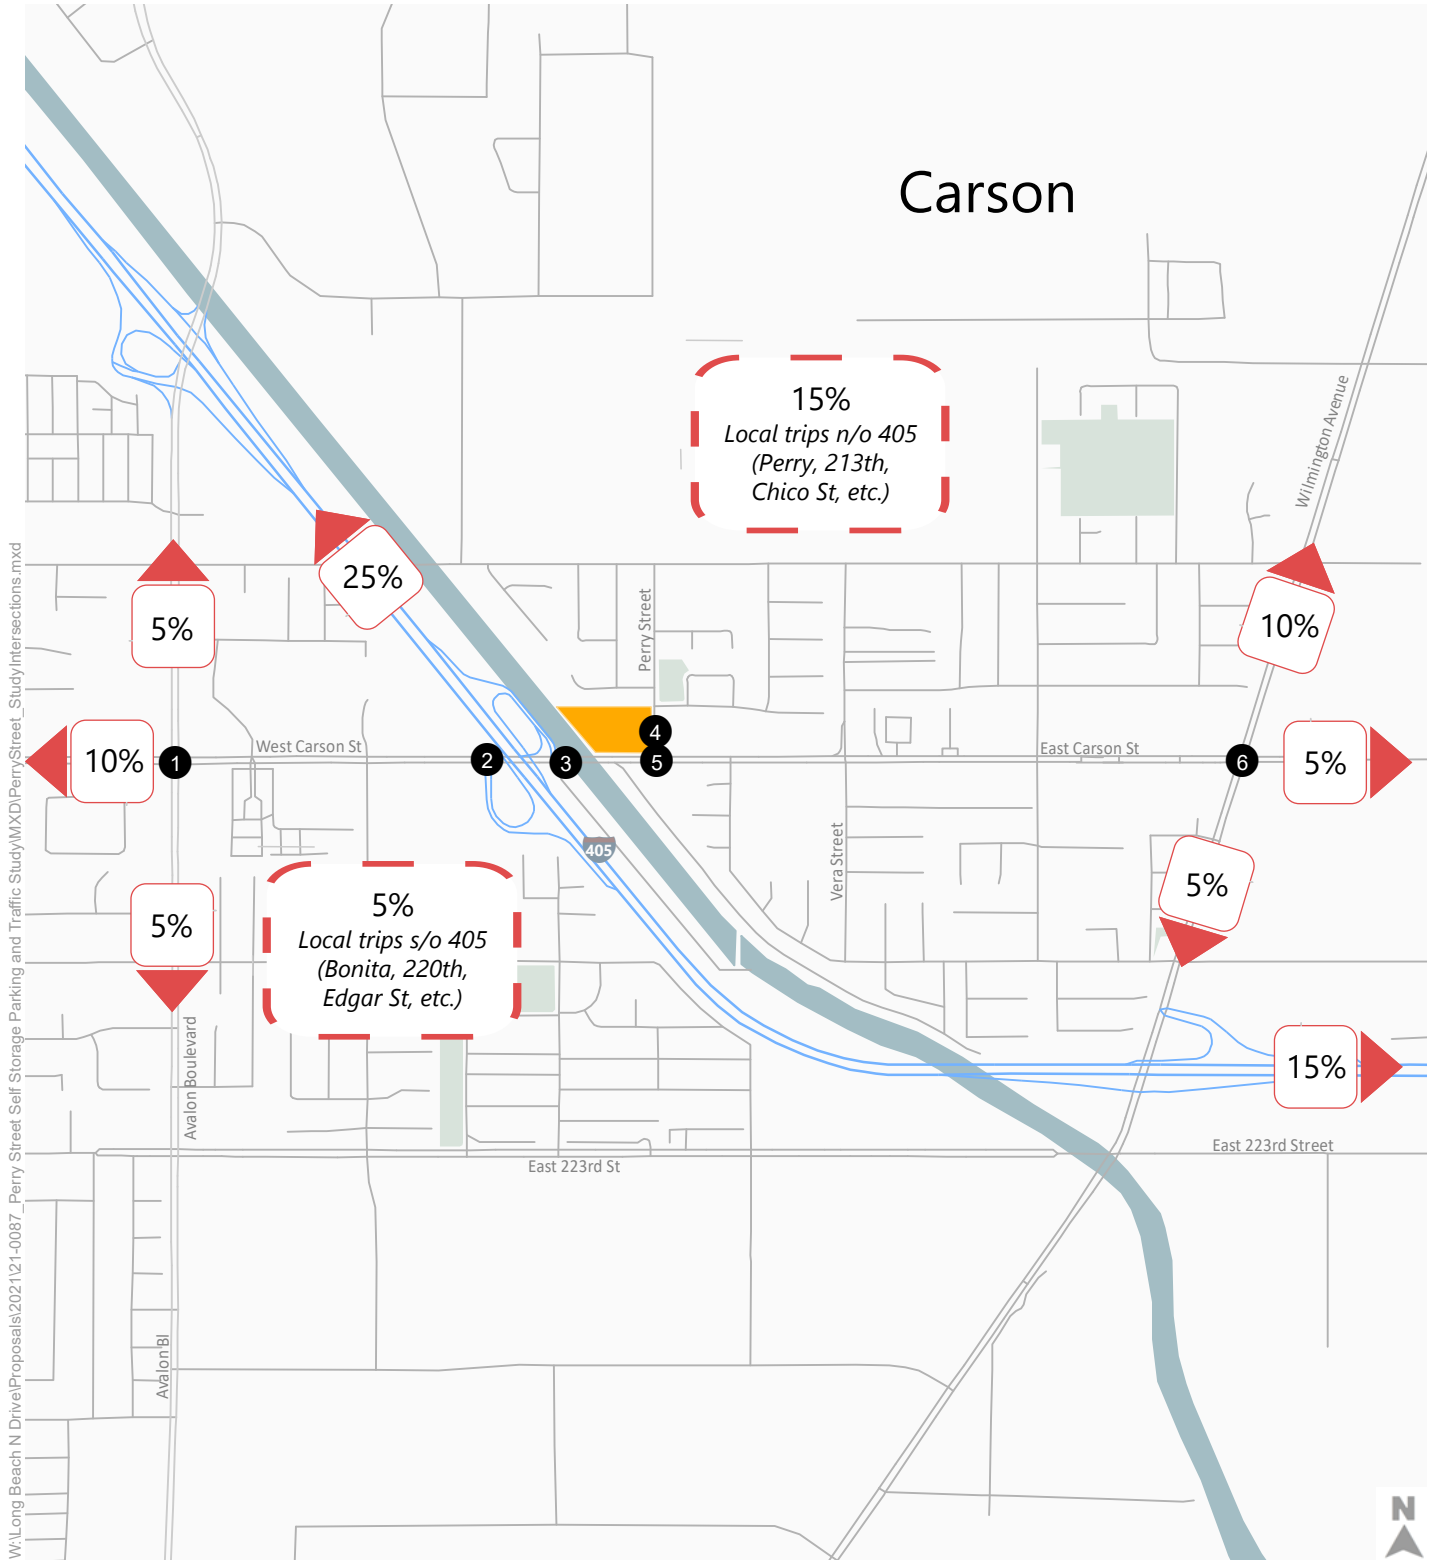 Carson
15%
Local trips n/o 405
(Perry, 213th,
Chico St, etc.)
Wilmington Avenue
25%
5%
10%
Perry Street
4
10%
1
West Carson St
2
3
5
East Carson St
6
5%
405
Vera Street
5%
5%
5%
Local trips s/o 405
(Bonita, 220th,
Edgar St, etc.)
Avalon Boulevard
15%
East 223rd Street
East 223rd St
Avalon Bl
N
W:\Long Beach N Drive\Proposals\2021\21-0087_Perry Street Self Storage Parking and Traffic Study\MXD\PerryStreet_StudyIntersections.mxd